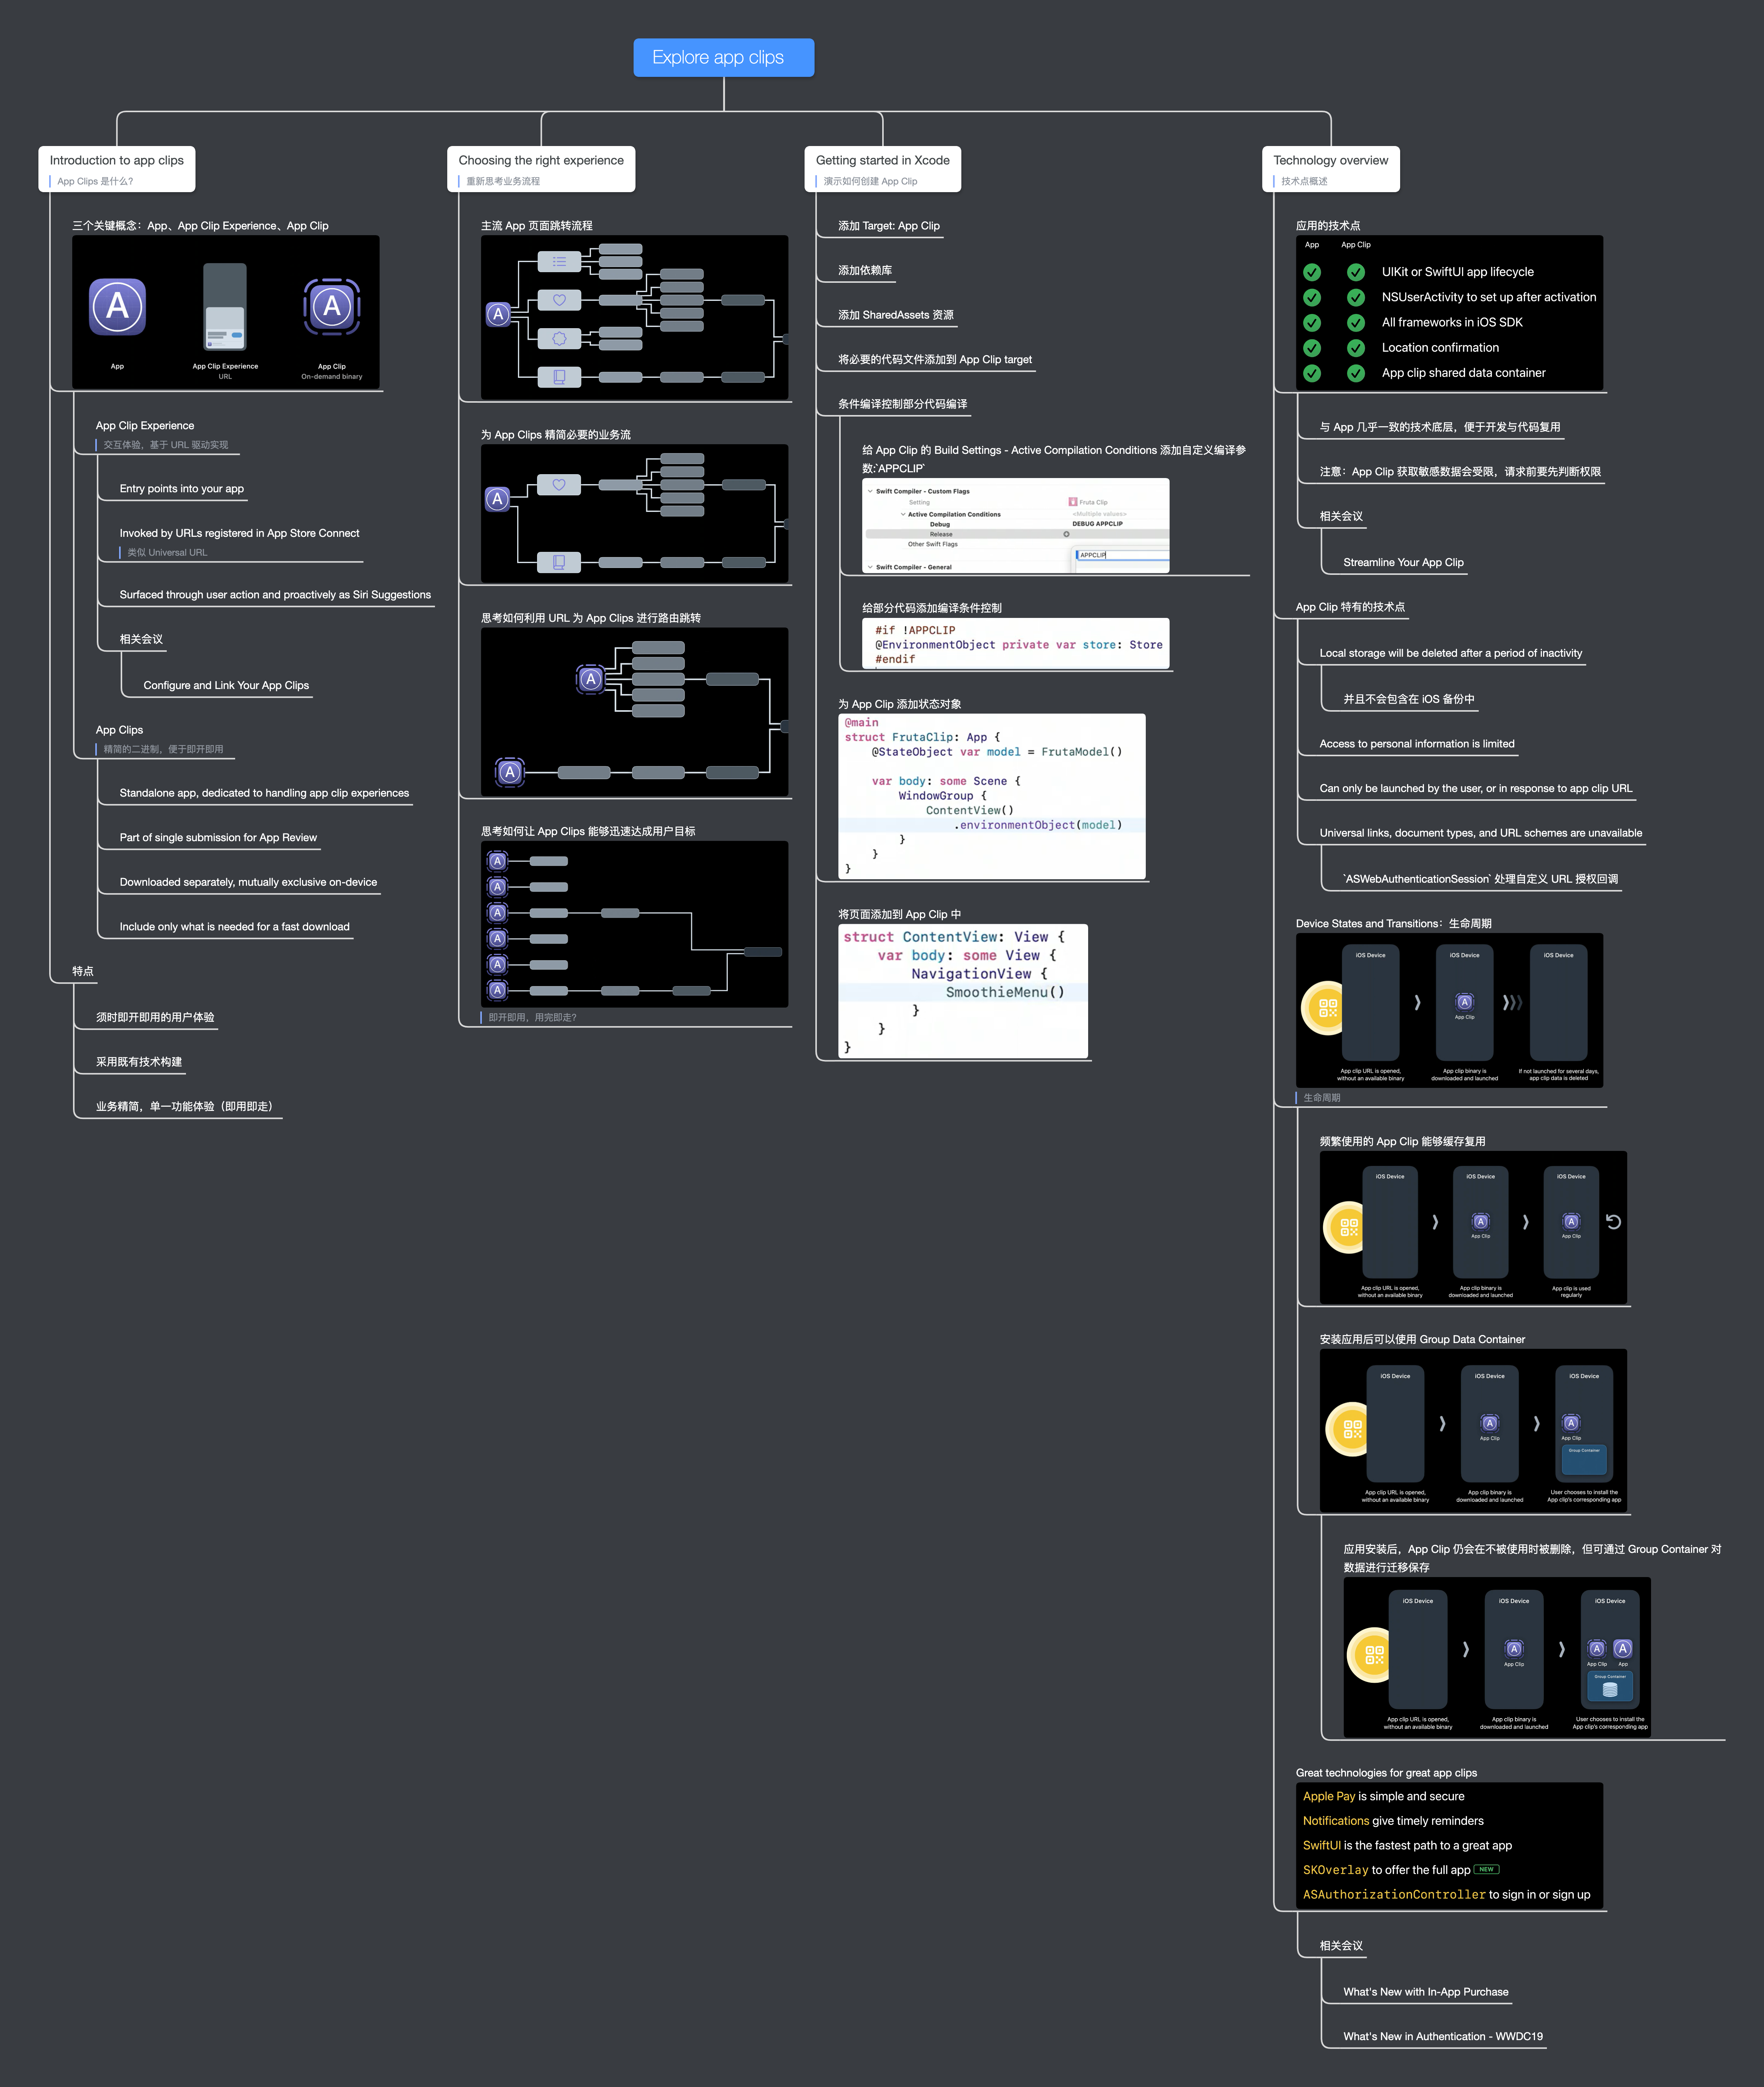 Explore app clips
Introduction to app clips
App Clips 是什么?
三个关键概念：App、App Clip Experience、App Clip
App
App Clip Experience
URL
App Clip
On-demand binary
App Clip Experience
交互体验，基于 URL 驱动实现
Entry points into your app
Invoked by URLs registered in App Store Connect
类似 Universal URL
Surfaced through user action and proactively as Siri Suggestions
相关会议
Configure and Link Your App Clips
App Clips
精简的二进制，便于即开即用
Standalone app, dedicated to handling app clip experiences
Part of single submission for App Review
Downloaded separately, mutually exclusive on-device
Include only what is needed for a fast download
特点
须时即开即用的用户体验
采用既有技术构建
业务精简，单一功能体验（即用即走）
Choosing the right experience
重新思考业务流程
主流 App 页面跳转流程
为 App Clips 精简必要的业务流
思考如何利用 URL 为 App Clips 进行路由跳转
思考如何让 App Clips 能够迅速达成用户目标
即开即用，用完即走?
Getting started in Xcode
演示如何创建 App Clip
添加 Target: App Clip
添加依赖库
添加 SharedAssets 资源
将必要的代码文件添加到 App Clip target
条件编译控制部分代码编译
给 App Clip 的 Build Settings - Active Compilation Conditions 添加自定义编译参
数:`APPCLIP`
Swift Compiler - Custom Flags
Setting
Fruta Clip
Active Compilation Conditions
<Multiple values>
Debug
DEBUG APPCLIP
Release
Other Swift Flags
APPCLIP
Swift Compiler - General
给部分代码添加编译条件控制
#if !APPCLIP
@EnvironmentObject private var store: Store
#endif
为 App Clip 添加状态对象
@main
struct FrutaClip: App {
@StateObject var model = FrutaModel()
var body: some Scene {
WindowGroup {
ContentView()
.environmentObject(model)
}
}
}
将页面添加到 App Clip 中
struct ContentView: View {
var body: some View {
NavigationView {
SmoothieMenu()
}
}
}
Technology overview
技术点概述
应用的技术点
App
App Clip
UIKit or SwiftUI app lifecycle
NSUserActivity to set up after activation
All frameworks in iOS SDK
Location confirmation
App clip shared data container
与 App 几乎一致的技术底层，便于开发与代码复用
注意：App Clip 获取敏感数据会受限，请求前要先判断权限
相关会议
Streamline Your App Clip
App Clip 特有的技术点
Local storage will be deleted after a period of inactivity
并且不会包含在 iOS 备份中
Access to personal information is limited
Can only be launched by the user, or in response to app clip URL
Universal links, document types, and URL schemes are unavailable
`ASWebAuthenticationSession` 处理自定义 URL 授权回调
Device States and Transitions：生命周期
iOS Device
iOS Device
iOS Device
App Clip
App clip URL is opened,
without an available binary
App clip binary is
downloaded and launched
If not launched for several days,
app clip data is deleted
生命周期
频繁使用的 App Clip 能够缓存复用
iOS Device
iOS Device
iOS Device
App Clip
App Clip
App clip URL is opened,
without an available binary
App clip binary is
downloaded and launched
App clip is used
regularly
安装应用后可以使用 Group Data Container
iOS Device
iOS Device
iOS Device
App Clip
App Clip
Group Container
App clip URL is opened,
without an available binary
App clip binary is
downloaded and launched
User chooses to install the
App clip's corresponding app
应用安装后，App Clip 仍会在不被使用时被删除，但可通过 Group Container 对
数据进行迁移保存
iOS Device
iOS Device
iOS Device
App Clip
App Clip
App
Group Container
App clip URL is opened,
without an available binary
App clip binary is
downloaded and launched
User chooses to install the
App clip's corresponding app
Great technologies for great app clips
Apple Pay is simple and secure
Notifications give timely reminders
SwiftUI is the fastest path to a great app
SKOverlay to offer the full app NEW
ASAuthorizationController to sign in or sign up
相关会议
What's New with In-App Purchase
What's New in Authentication - WWDC19